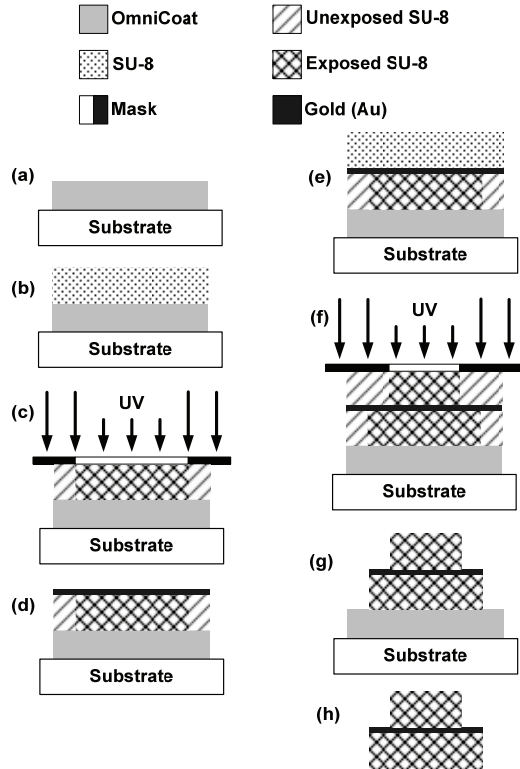 OmniCoat
Unexposed SU-8
SU-8
Exposed SU-8
Mask
Gold (Au)
(a)
Substrate
(b)
Substrate
(c)
UV
Substrate
(d)
Substrate
(e)
Substrate
(f)
UV
Substrate
(g)
Substrate
(h)